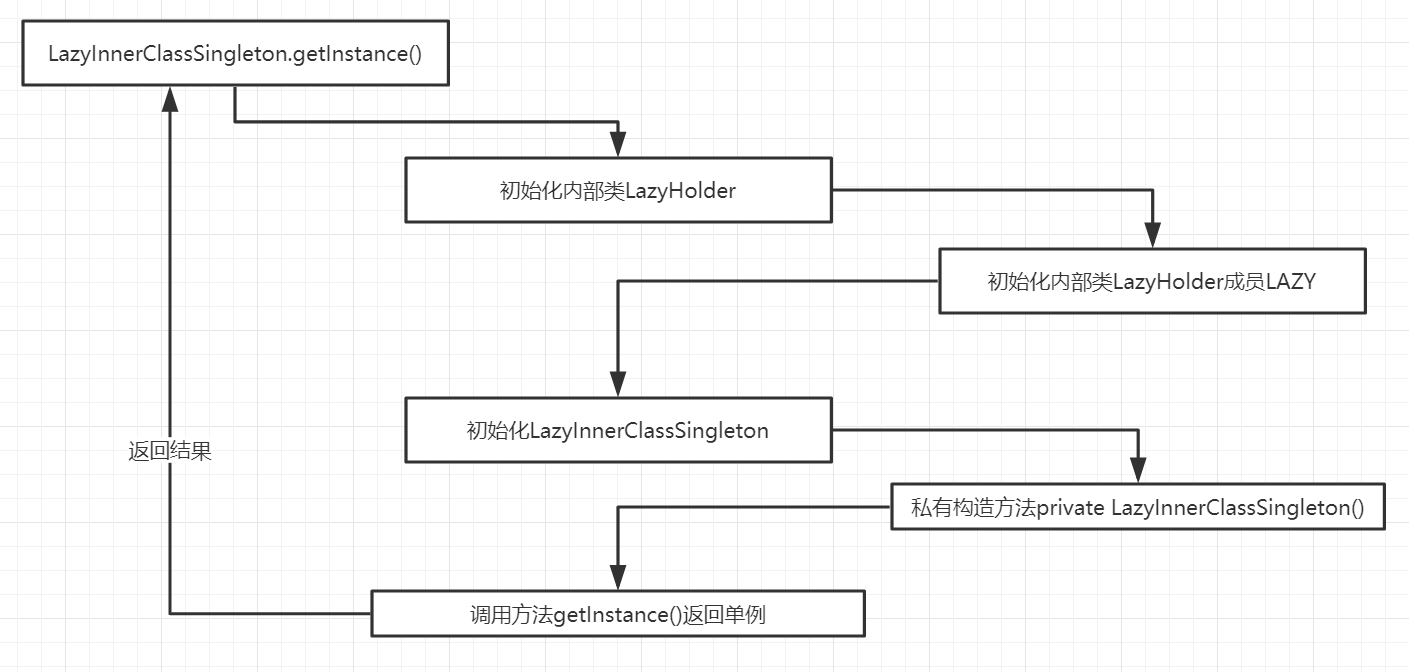 LazyInnerClassSingleton.getInstance()
初始化内部类LazyHolder
初始化内部类LazyHolder成员LAZY
初始化LazyInnerClassSingleton
返回结果
私有构造方法private LazyInnerClassSingleton()
调用方法getInstance()返回单例